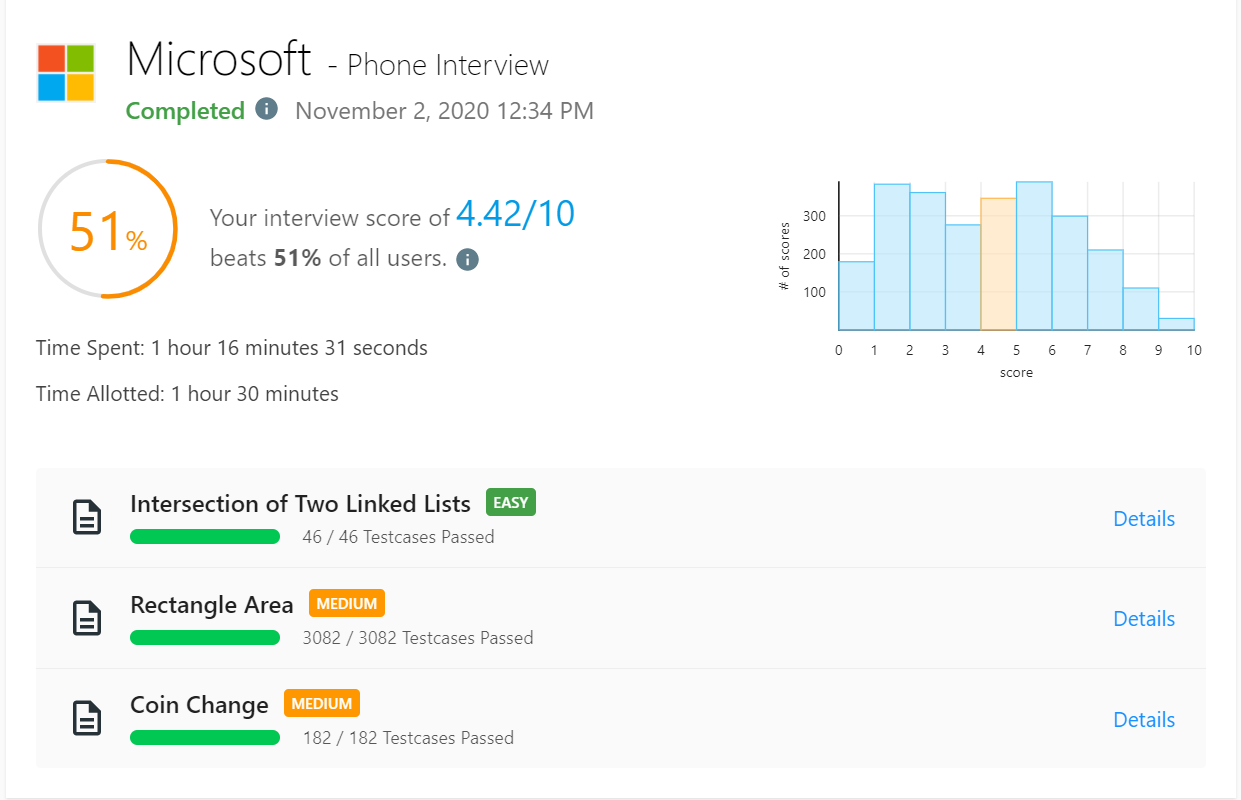 Microsoft - Phone Interview
Completed i November 2, 2020 12:34 PM
51%
Your interview score of 4.42/10
beats 51% of all users. i
Time Spent: 1 hour 16 minutes 31 seconds
Time Allotted: 1 hour 30 minutes
# of scores
300
200
100
0 1 2 3 4 5 6 7 8 9 10
score
Intersection of Two Linked Lists EASY
46 / 46 Testcases Passed
Details
Rectangle Area MEDIUM
3082 / 3082 Testcases Passed
Details
Coin Change MEDIUM
182 / 182 Testcases Passed
Details